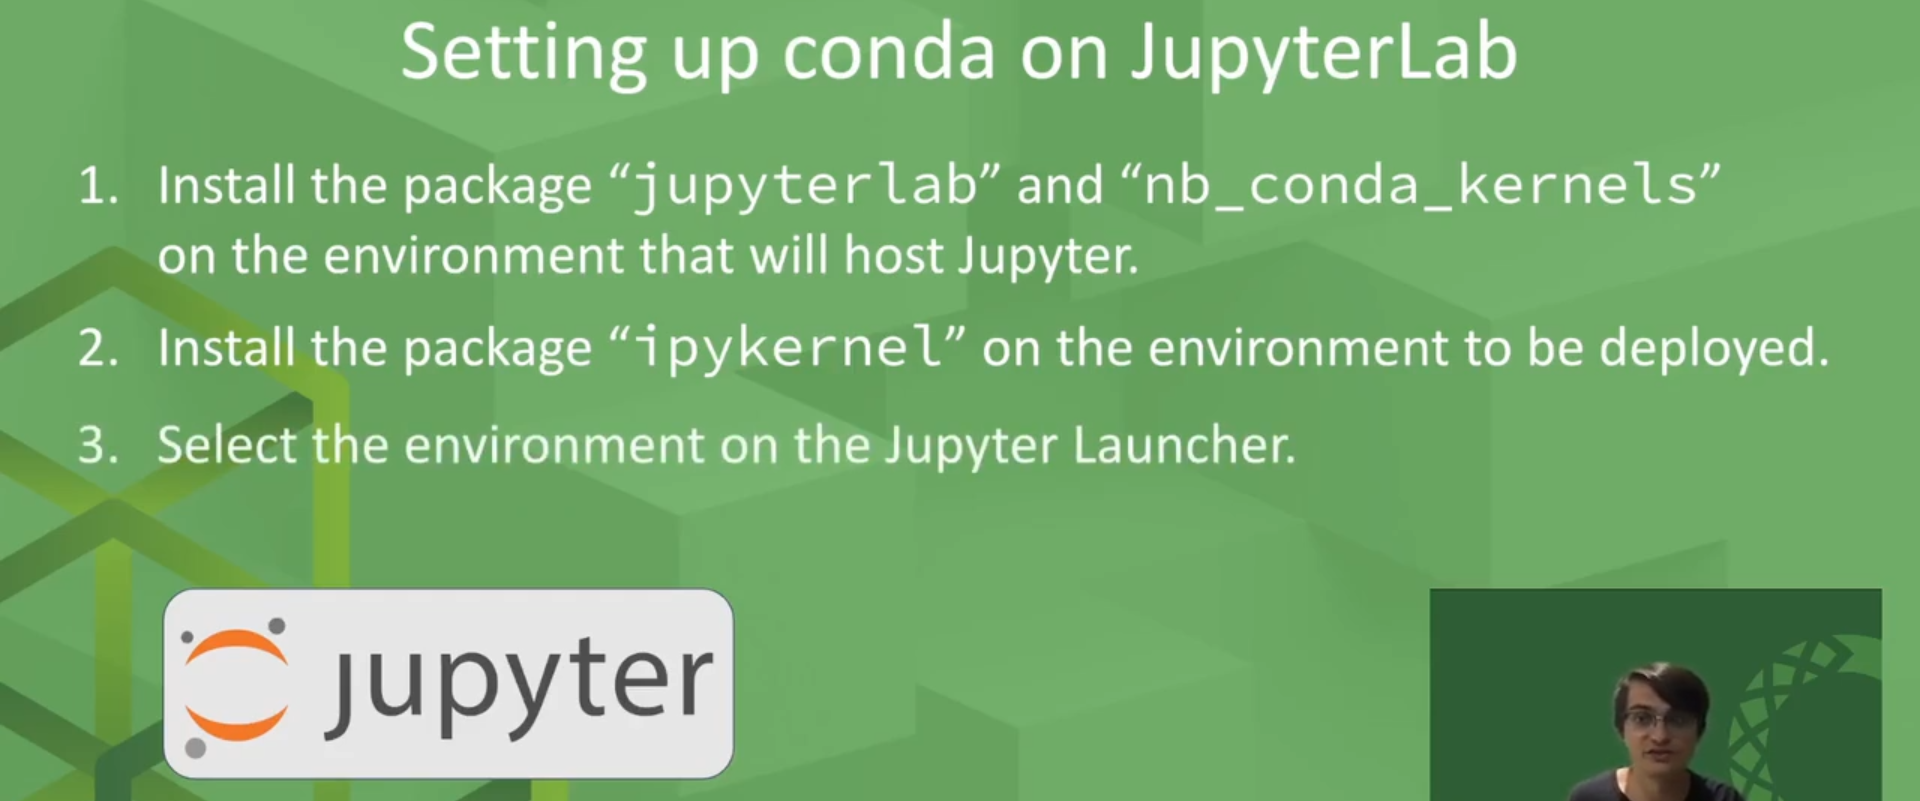 Setting up conda on JupyterLab
1. Install the package “jupyterlab” and “nb_conda_kernels”
on the environment that will host Jupyter.
2. Install the package “ipykernel” on the environment to be deployed.
3. Select the environment on the Jupyter Launcher.
jupyter